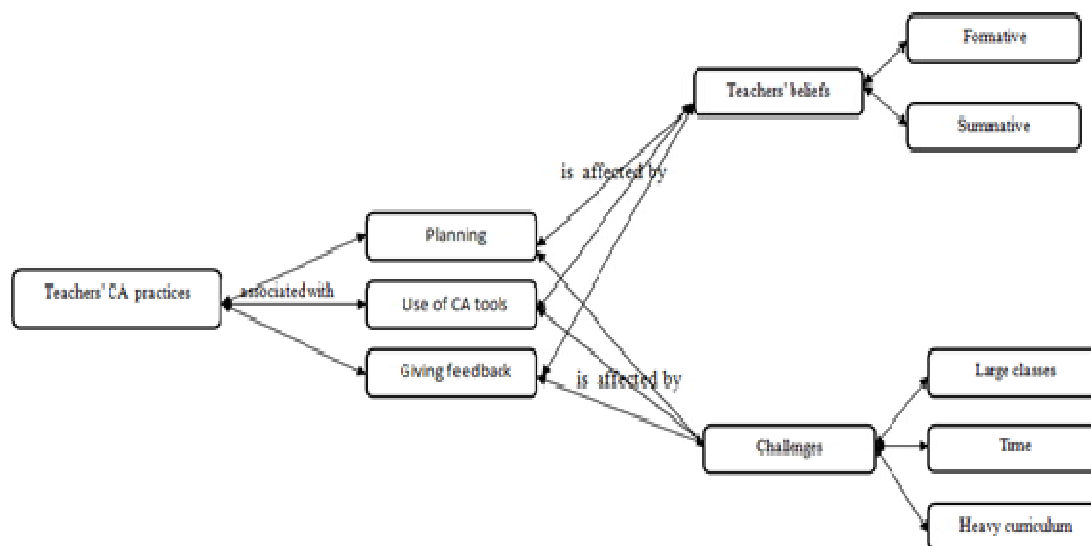 Formative
Teachers' beliefs
Summative
is affected by
Planning
Teachers' CA practices
associated with
Use of CA tools
Giving feedback
is affected by
Large classes
Challenges
Time
Heavy curriculum